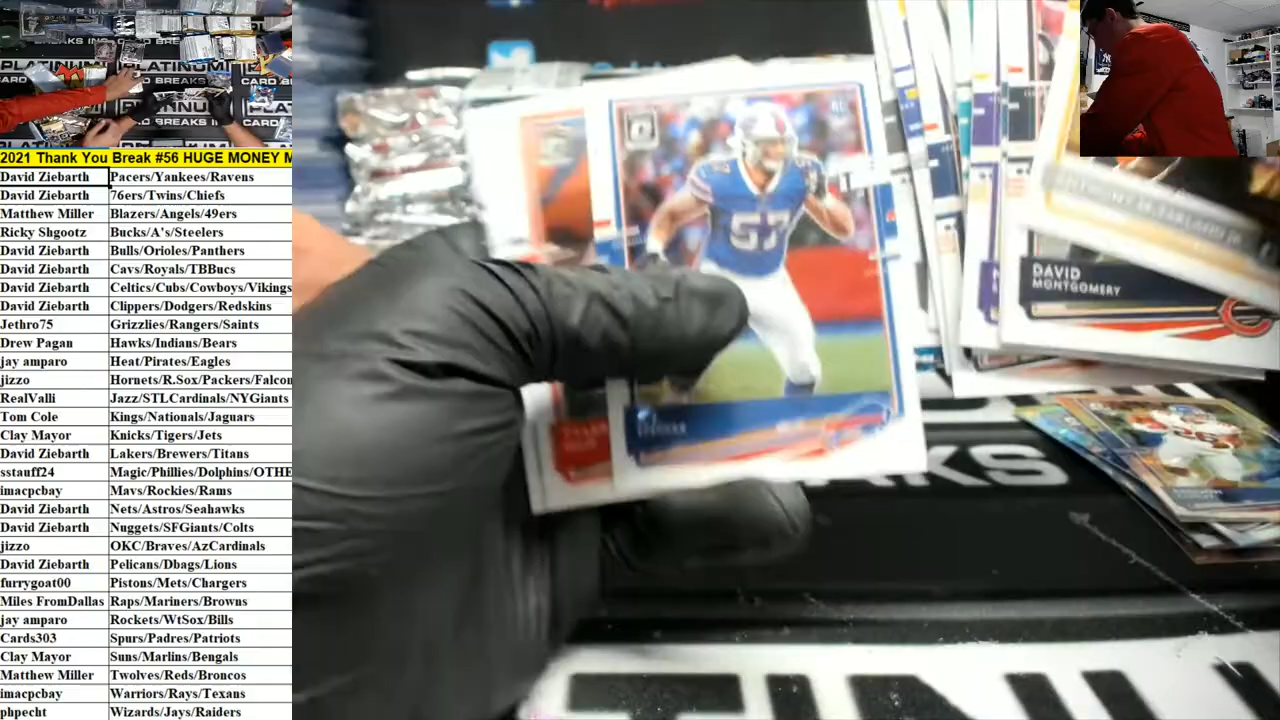 PLATINUM
CARD BREAKS
2021 Thank You Break #56 HUGE MONEY M
David Ziebarth Pacers/Yankees/Ravens
David Ziebarth 76ers/Twins/Chiefs
Matthew Miller Blazers/Angels/49ers
Ricky Shgootz Bucks/A's/Steelers
David Ziebarth Bulls/Orioles/Panthers
David Ziebarth Cavs/Royals/TBBucs
David Ziebarth Celtics/Cubs/Cowboys/Vikings
David Ziebarth Clippers/Dodgers/Redskins
Jethro75 Grizzlies/Rangers/Saints
Drew Pagan Hawks/Indians/Bears
jay amparo Heat/Pirates/Eagles
jizzo Hornets/R.Sox/Packers/Falcon
RealValli Jazz/STLCardinals/NYGiants
Tom Cole Kings/Nationals/Jaguars
Clay Mayor Knicks/Tigers/Jets
David Ziebarth Lakers/Brewers/Titans
sstauff24 Magic/Phillies/Dolphins/OTHE
imacpcbay Mavs/Rockies/Rams
David Ziebarth Nets/Astros/Seahawks
David Ziebarth Nuggets/SFGiants/Colts
jizzo OKC/Braves/AzCardinals
David Ziebarth Pelicans/Dbags/Lions
furrygoat00 Pistons/Mets/Chargers
Miles FromDallas Raps/Mariners/Browns
jay amparo Rockets/WtSox/Bills
Cards303 Spurs/Padres/Patriots
Clay Mayor Suns/Marlins/Bengals
Matthew Miller Twolves/Reds/Broncos
imacpcbay Warriors/Rays/Texans
phpecht Wizards/Jays/Raiders
57
DAVID
MONTGOMERY